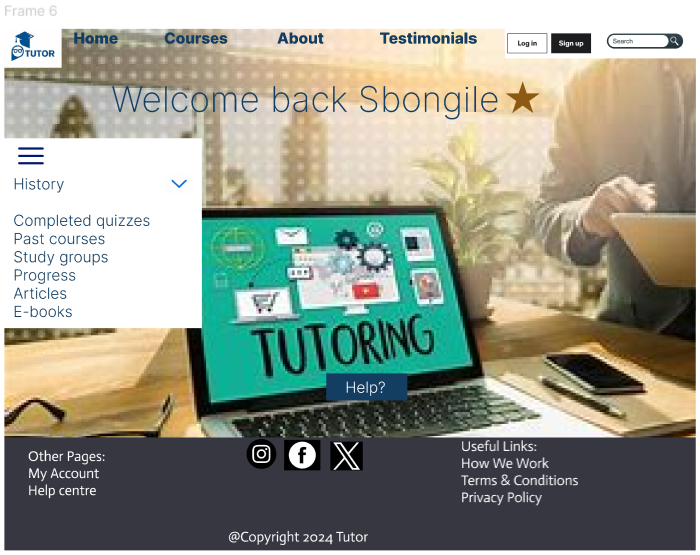 Frame 6
TUTOR
Home
Courses
About
Testimonials
Log in
Sign up
Search
Welcome back Sbongile
History
Completed quizzes
Past courses
Study groups
Progress
Articles
E-books
TUTORING
Help?
Other Pages:
My Account
Help centre
Useful Links:
How We Work
Terms & Conditions
Privacy Policy
@Copyright 2024 Tutor